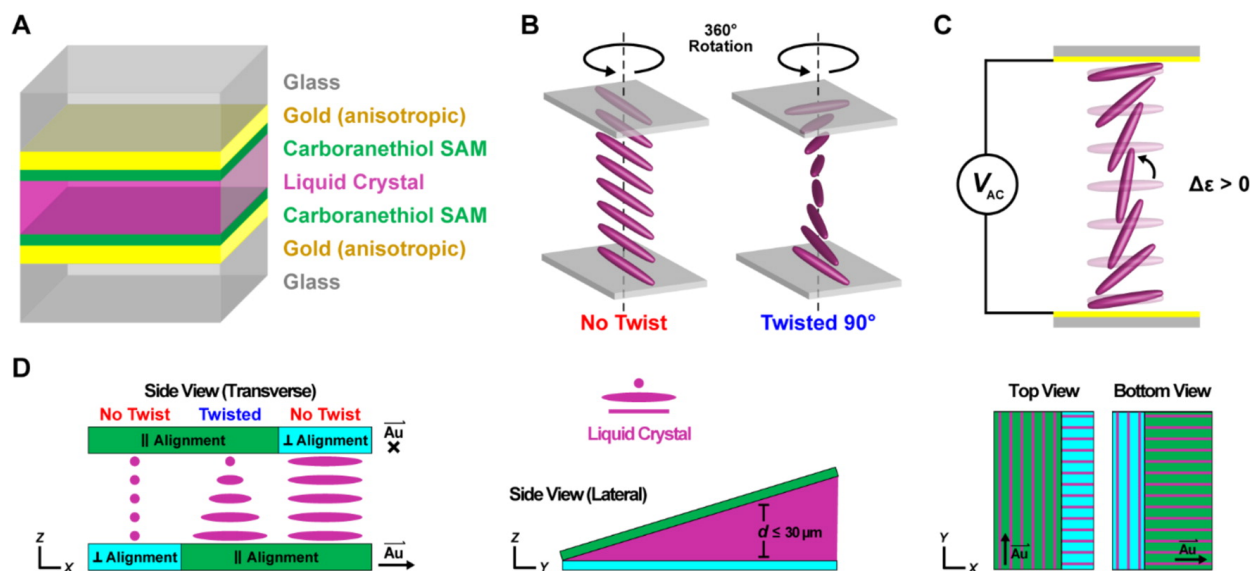 A
Glass
Gold (anisotropic)
Carboranethiol SAM
Liquid Crystal
Carboranethiol SAM
Gold (anisotropic)
Glass
B
360°
Rotation
No Twist
Twisted 90°
C
VAC
Δε > 0
D
Side View (Transverse)
No Twist Twisted No Twist
|| Alignment ⊥ Alignment
Au
Z
X
⊥ Alignment || Alignment
Au
Liquid Crystal
Side View (Lateral)
d ≤ 30 μm
Z
Y
Top View Bottom View
Au
Au
Y
X